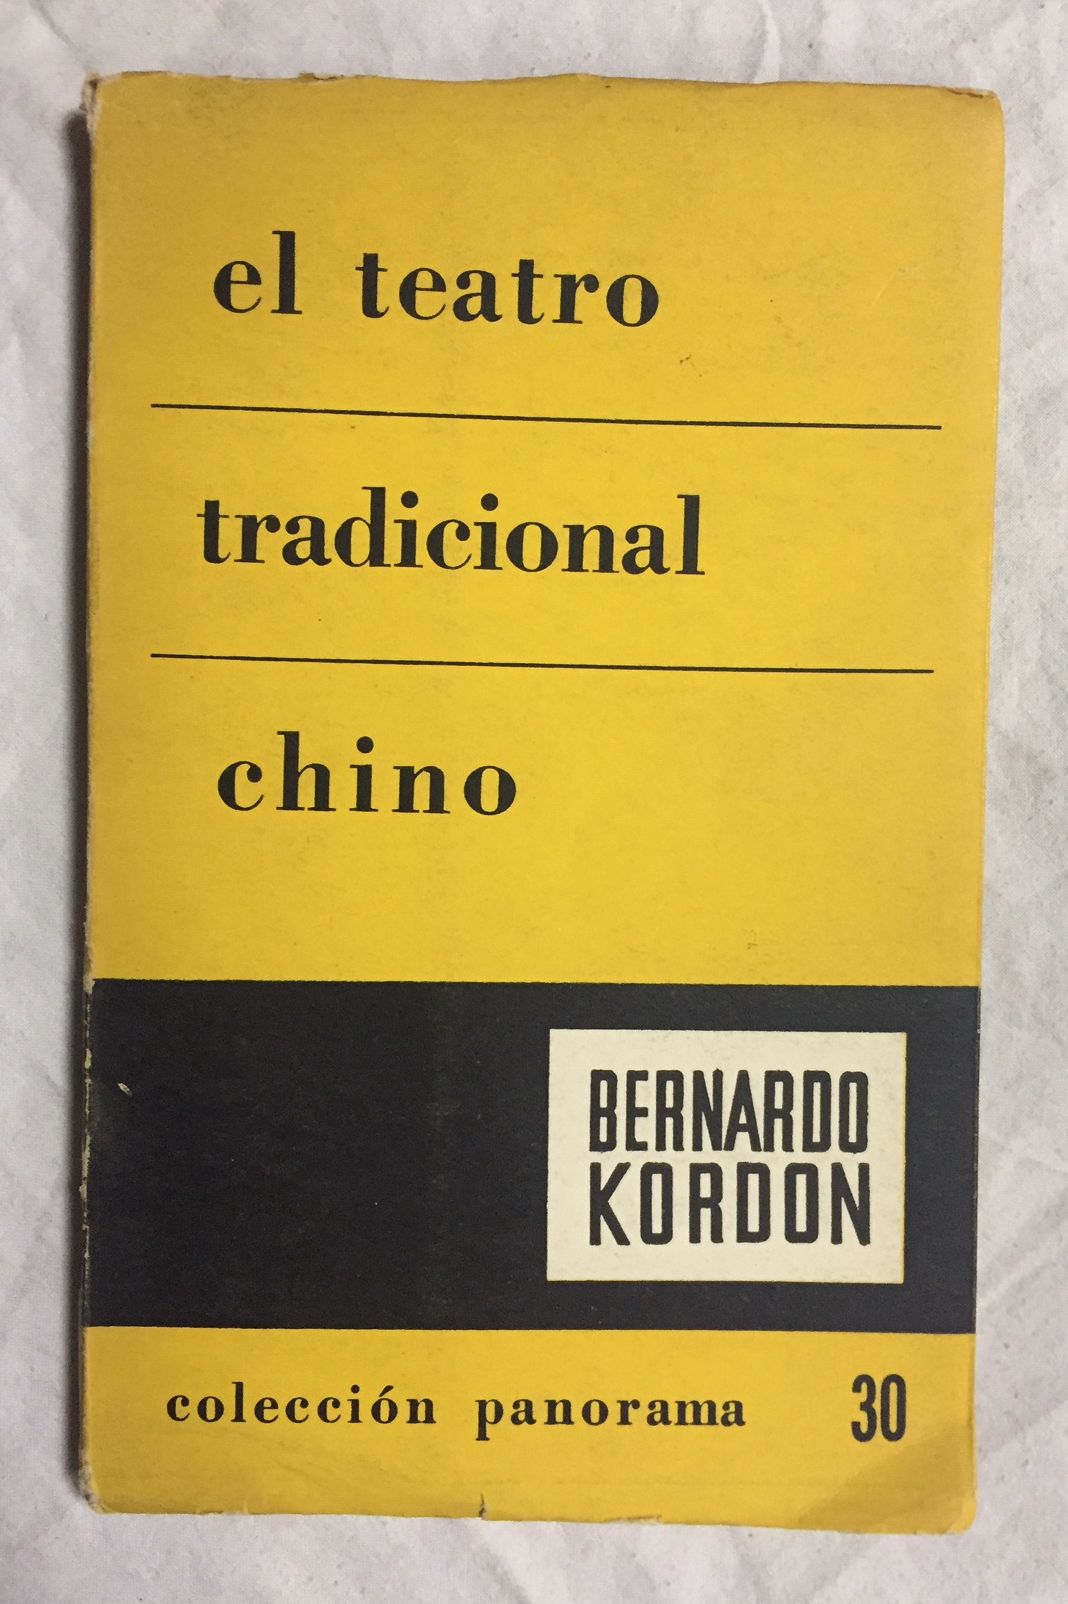 el teatro
tradicional
chino
BERNARDO
KORDON
colección panorama 30